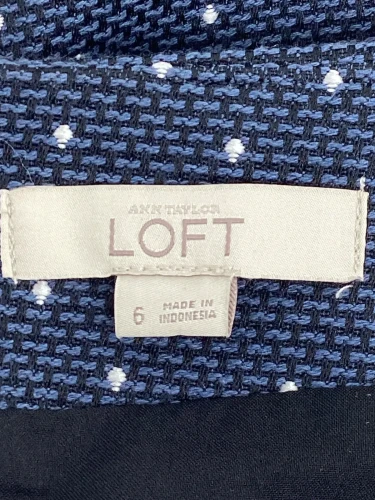 ANN TAYLOR
LOFT
6
MADE IN
INDONESIA